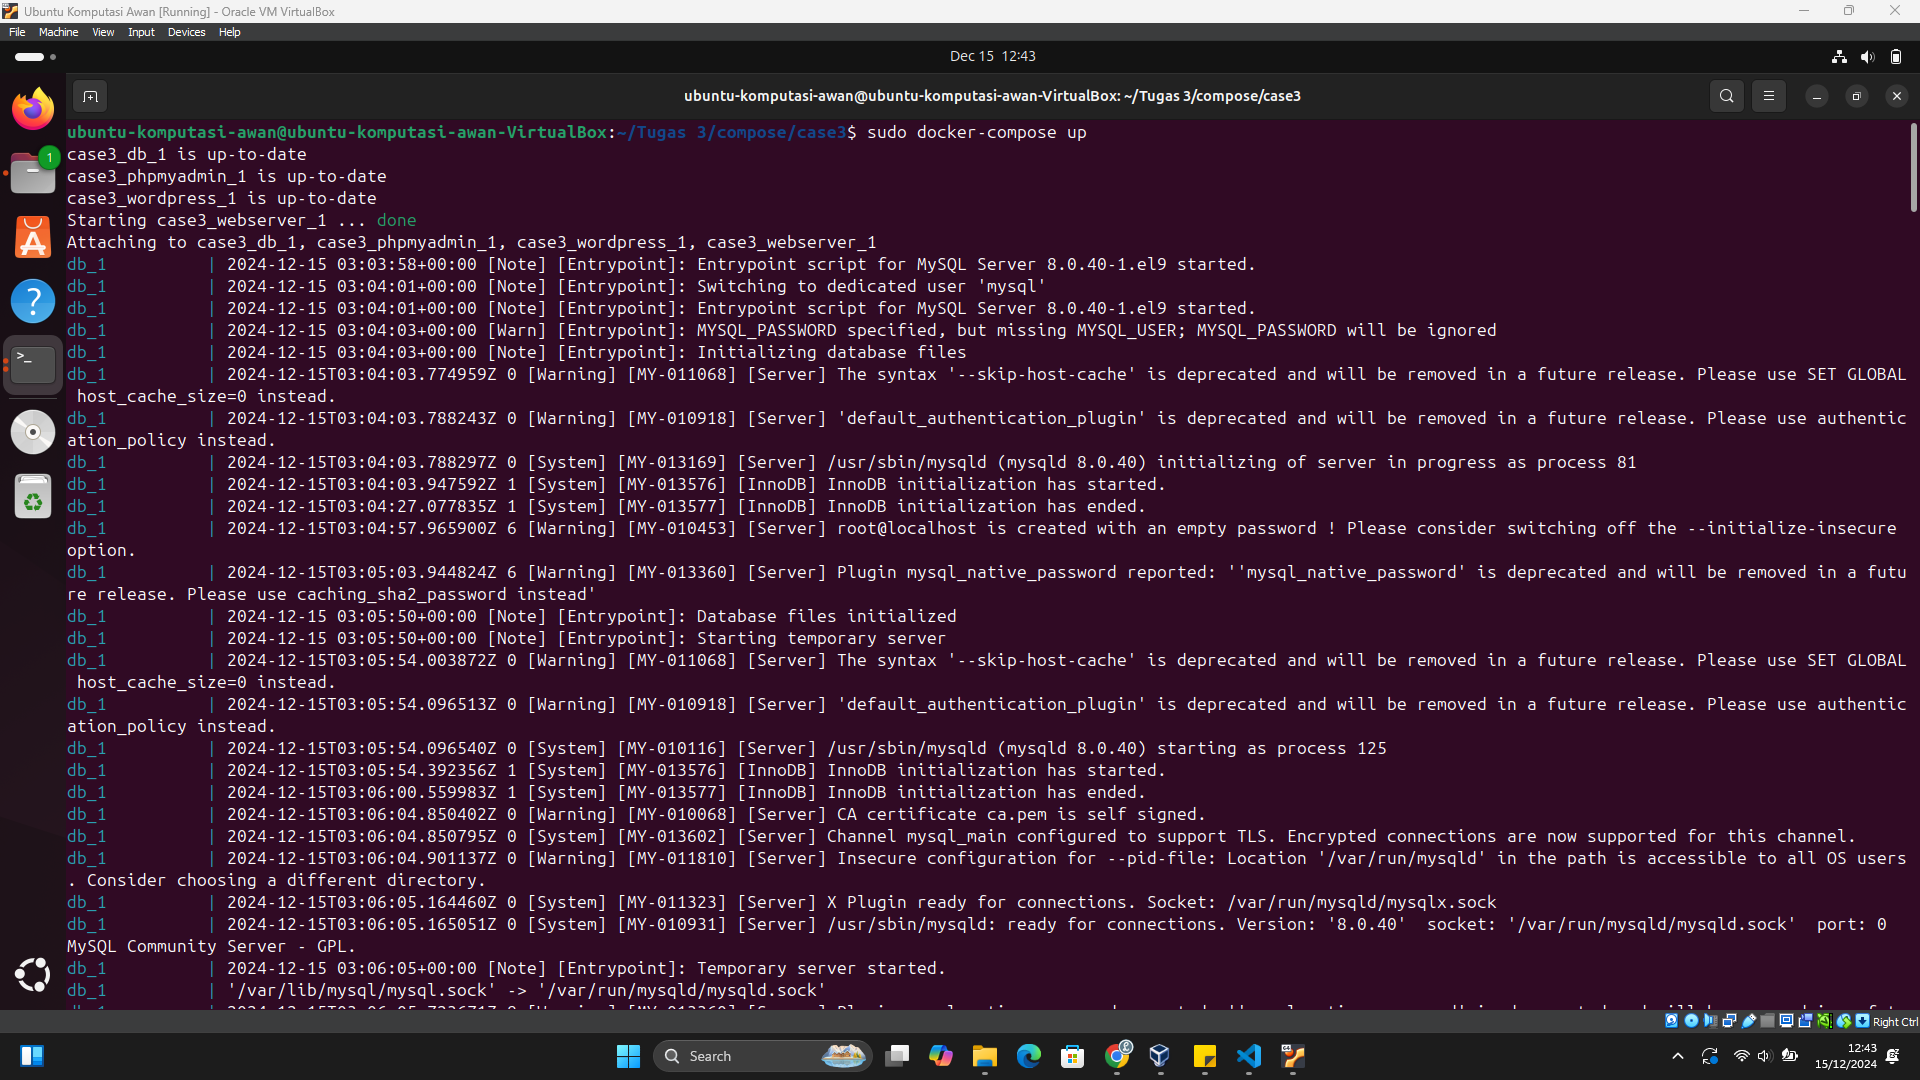 Ubuntu Komputasi Awan [Running] - Oracle VM VirtualBox
File Machine View Input Devices Help
Dec 15 12:43
ubuntu-komputasi-awan@ubuntu-komputasi-awan-VirtualBox: ~/Tugas 3/compose/case3
1
ubuntu-komputasi-awan@ubuntu-komputasi-awan-VirtualBox:~/Tugas 3/compose/case3$ sudo docker-compose up
case3_db_1 is up-to-date
case3_phpmyadmin_1 is up-to-date
case3_wordpress_1 is up-to-date
Starting case3_webserver_1 ... done
Attaching to case3_db_1, case3_phpmyadmin_1, case3_wordpress_1, case3_webserver_1
db_1 | 2024-12-15 03:03:58+00:00 [Note] [Entrypoint]: Entrypoint script for MySQL Server 8.0.40-1.el9 started.
db_1 | 2024-12-15 03:04:01+00:00 [Note] [Entrypoint]: Switching to dedicated user 'mysql'
db_1 | 2024-12-15 03:04:01+00:00 [Note] [Entrypoint]: Entrypoint script for MySQL Server 8.0.40-1.el9 started.
db_1 | 2024-12-15 03:04:03+00:00 [Warn] [Entrypoint]: MYSQL_PASSWORD specified, but missing MYSQL_USER; MYSQL_PASSWORD will be ignored
db_1 | 2024-12-15 03:04:03+00:00 [Note] [Entrypoint]: Initializing database files
db_1 | 2024-12-15T03:04:03.774959Z 0 [Warning] [MY-011068] [Server] The syntax '--skip-host-cache' is deprecated and will be removed in a future release. Please use SET GLOBAL
host_cache_size=0 instead.
db_1 | 2024-12-15T03:04:03.788243Z 0 [Warning] [MY-010918] [Server] 'default_authentication_plugin' is deprecated and will be removed in a future release. Please use authentic
ation_policy instead.
db_1 | 2024-12-15T03:04:03.788297Z 0 [System] [MY-013169] [Server] /usr/sbin/mysqld (mysqld 8.0.40) initializing of server in progress as process 81
db_1 | 2024-12-15T03:04:03.947592Z 1 [System] [MY-013576] [InnoDB] InnoDB initialization has started.
db_1 | 2024-12-15T03:04:27.077835Z 1 [System] [MY-013577] [InnoDB] InnoDB initialization has ended.
db_1 | 2024-12-15T03:04:57.965900Z 6 [Warning] [MY-010453] [Server] root@localhost is created with an empty password ! Please consider switching off the --initialize-insecure
option.
db_1 | 2024-12-15T03:05:03.944824Z 6 [Warning] [MY-013360] [Server] Plugin mysql_native_password reported: ''mysql_native_password' is deprecated and will be removed in a futu
re release. Please use caching_sha2_password instead'
db_1 | 2024-12-15 03:05:50+00:00 [Note] [Entrypoint]: Database files initialized
db_1 | 2024-12-15 03:05:50+00:00 [Note] [Entrypoint]: Starting temporary server
db_1 | 2024-12-15T03:05:54.003872Z 0 [Warning] [MY-011068] [Server] The syntax '--skip-host-cache' is deprecated and will be removed in a future release. Please use SET GLOBAL
host_cache_size=0 instead.
db_1 | 2024-12-15T03:05:54.096513Z 0 [Warning] [MY-010918] [Server] 'default_authentication_plugin' is deprecated and will be removed in a future release. Please use authentic
ation_policy instead.
db_1 | 2024-12-15T03:05:54.096540Z 0 [System] [MY-010116] [Server] /usr/sbin/mysqld (mysqld 8.0.40) starting as process 125
db_1 | 2024-12-15T03:05:54.392356Z 1 [System] [MY-013576] [InnoDB] InnoDB initialization has started.
db_1 | 2024-12-15T03:06:00.559983Z 1 [System] [MY-013577] [InnoDB] InnoDB initialization has ended.
db_1 | 2024-12-15T03:06:04.850402Z 0 [Warning] [MY-010068] [Server] CA certificate ca.pem is self signed.
db_1 | 2024-12-15T03:06:04.850795Z 0 [System] [MY-013602] [Server] Channel mysql_main configured to support TLS. Encrypted connections are now supported for this channel.
db_1 | 2024-12-15T03:06:04.901137Z 0 [Warning] [MY-011810] [Server] Insecure configuration for --pid-file: Location '/var/run/mysqld' in the path is accessible to all OS users
. Consider choosing a different directory.
db_1 | 2024-12-15T03:06:05.164460Z 0 [System] [MY-011323] [Server] X Plugin ready for connections. Socket: /var/run/mysqld/mysqlx.sock
db_1 | 2024-12-15T03:06:05.165051Z 0 [System] [MY-010931] [Server] /usr/sbin/mysqld: ready for connections. Version: '8.0.40' socket: '/var/run/mysqld/mysqld.sock' port: 0
MySQL Community Server - GPL.
db_1 | 2024-12-15 03:06:05+00:00 [Note] [Entrypoint]: Temporary server started.
db_1 | '/var/lib/mysql/mysql.sock' -> '/var/run/mysqld/mysqld.sock'
Right Ctrl
Search
12:43
15/12/2024